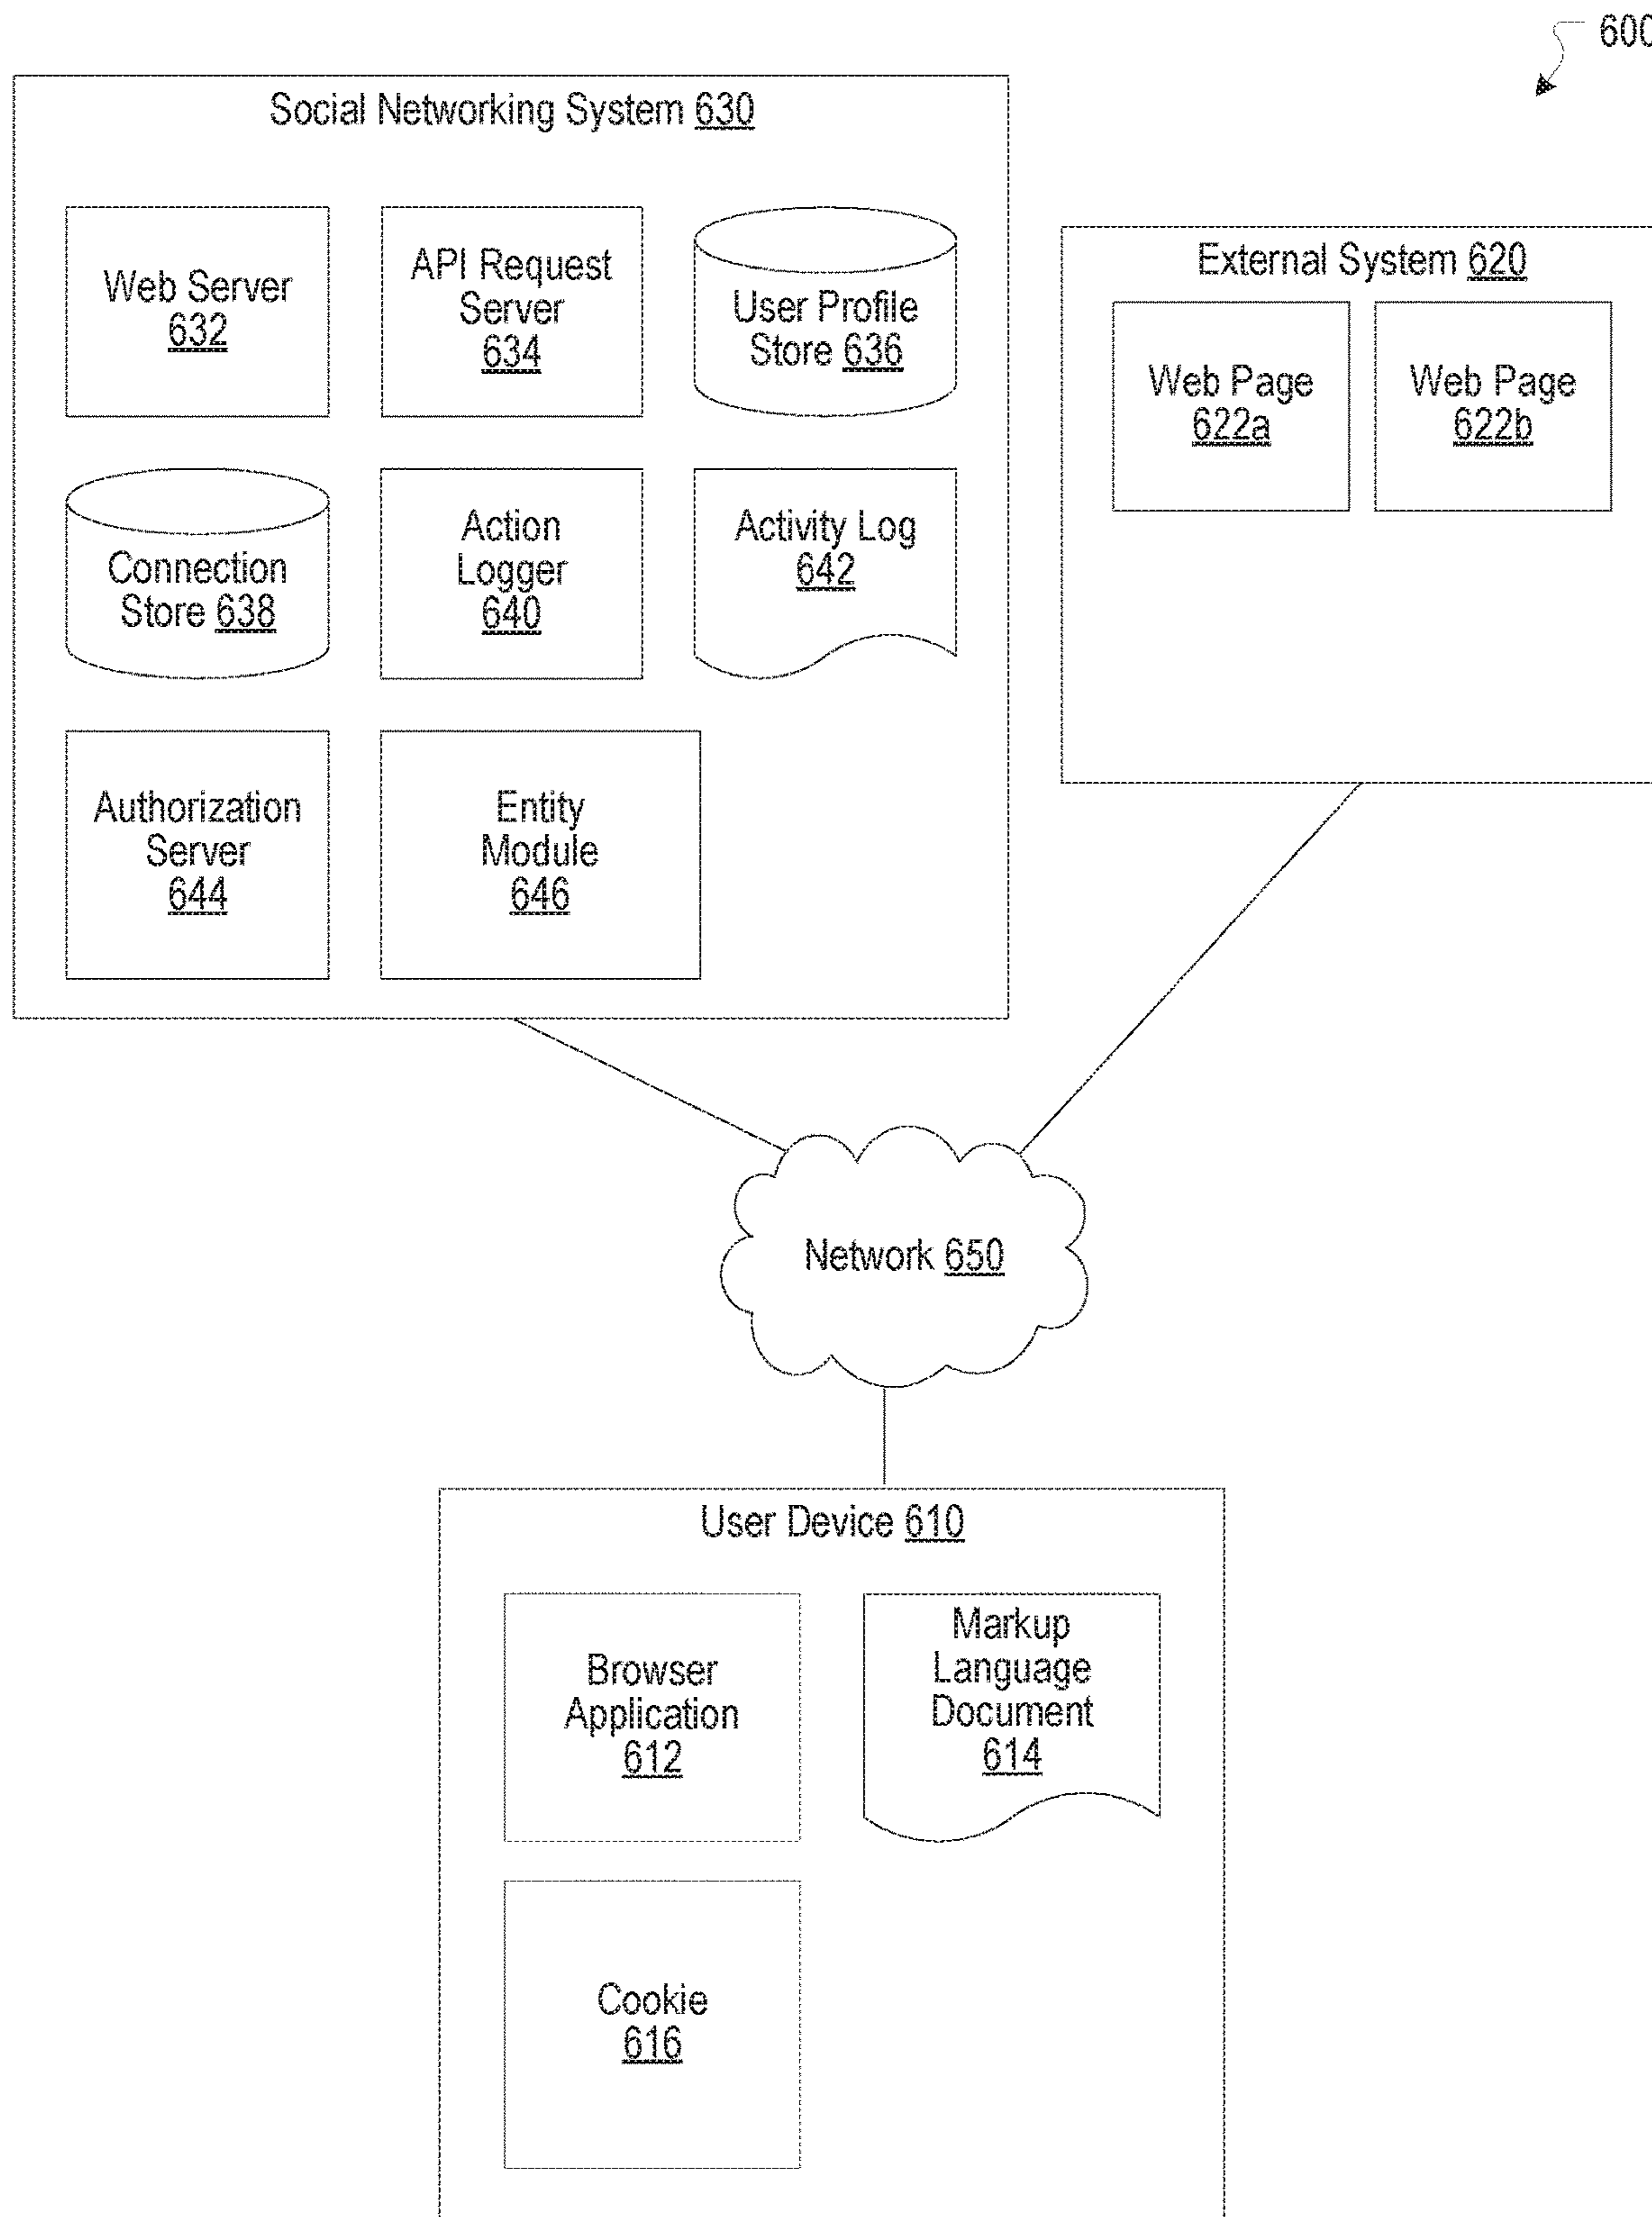 600
Social Networking System 630
Web Server
632
API Request
Server
634
User Profile
Store 636
Connection
Store 638
Action
Logger
640
Activity Log
642
Authorization
Server
644
Entity
Module
646
External System 620
Web Page
622a
Web Page
622b
Network 650
User Device 610
Browser
Application
612
Markup
Language
Document
614
Cookie
616